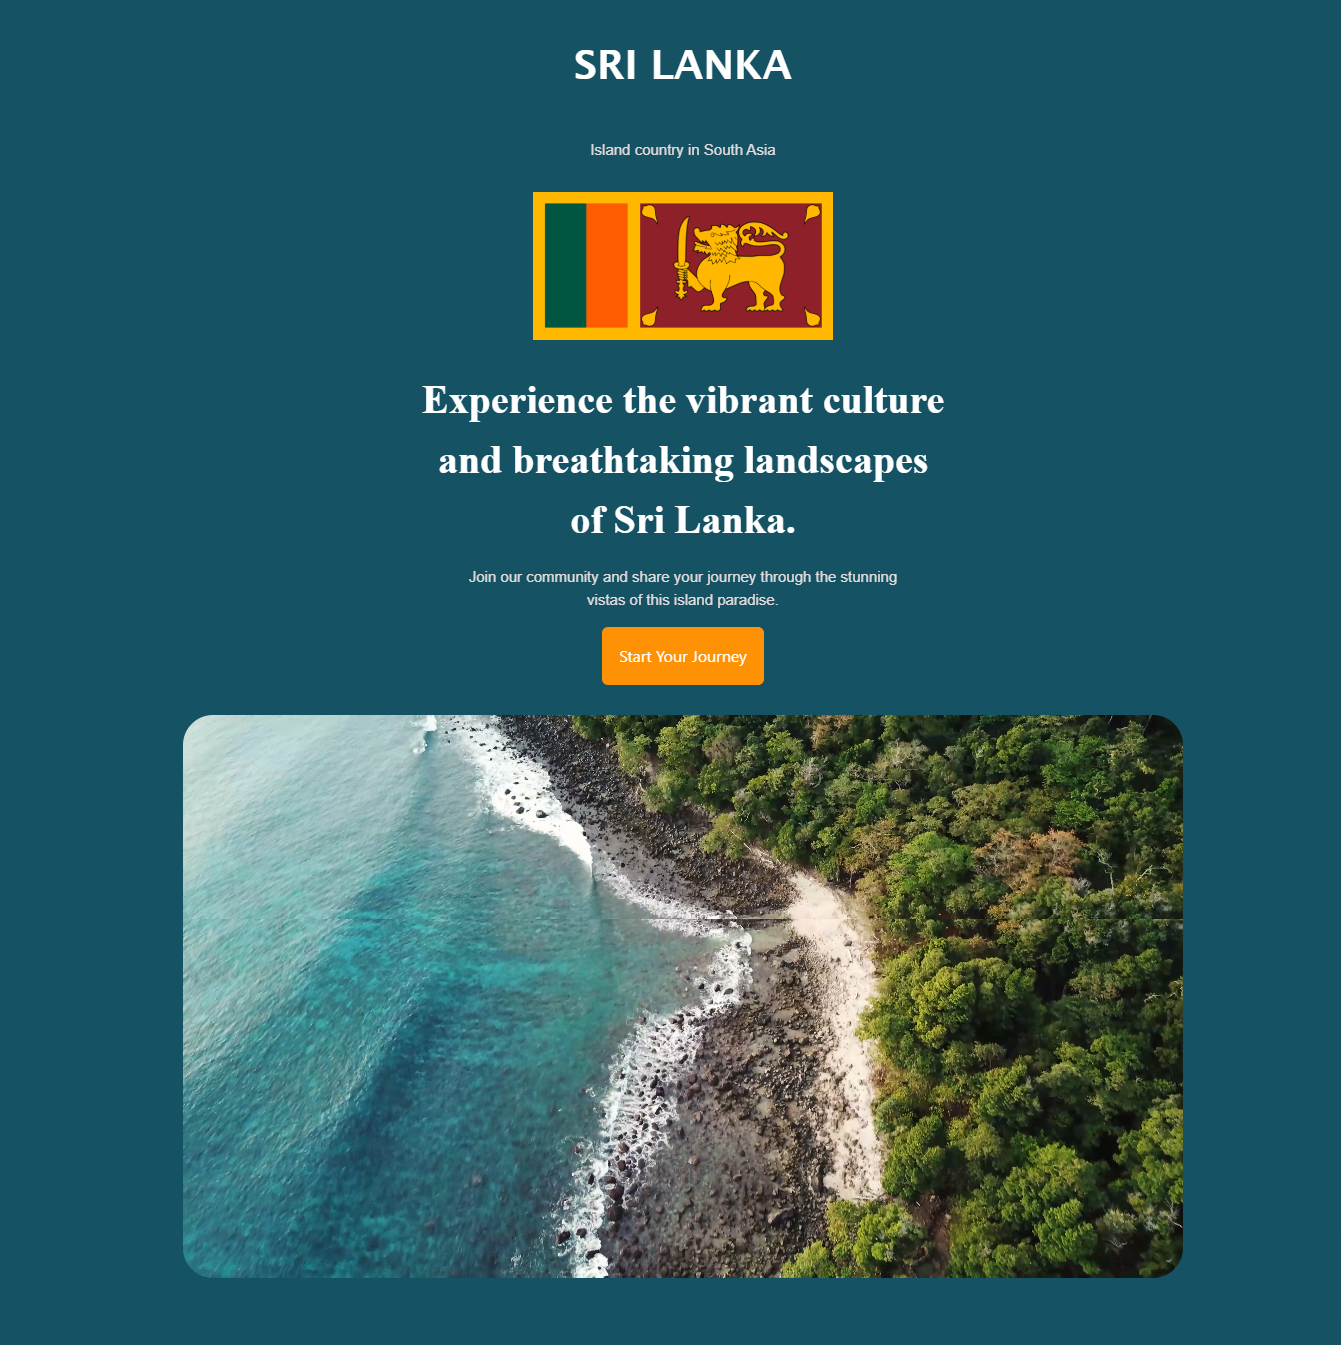 SRI LANKA
Island country in South Asia
Experience the vibrant culture
and breathtaking landscapes
of Sri Lanka.
Join our community and share your journey through the stunning
vistas of this island paradise.
Start Your Journey